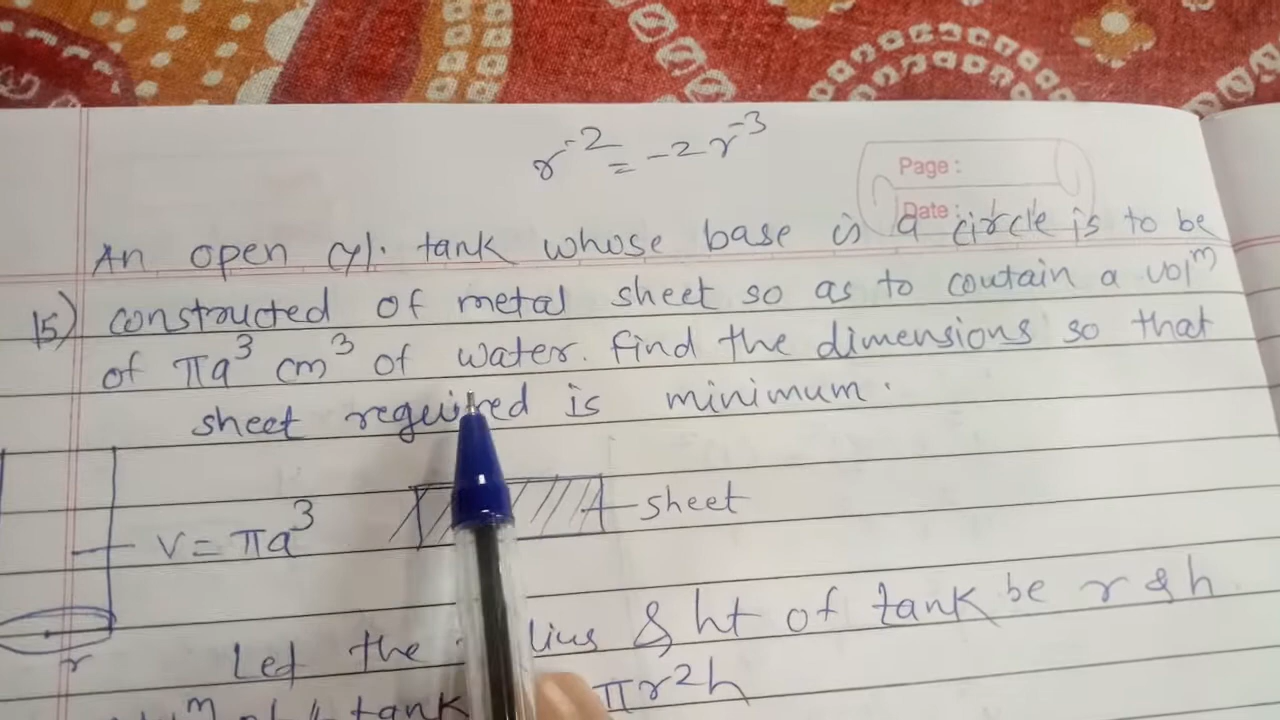 r⁻² = -2r⁻³
Page :
Date :
An open cyl. tank whose base is a circle is to be
15) constructed of metal sheet so as to contain a volᵐ
of πa³ cm³ of water. find the dimensions so that
sheet required is minimum.
sheet
V = πa³
r
Let the lius & ht of tank be r & h
tank πr²h